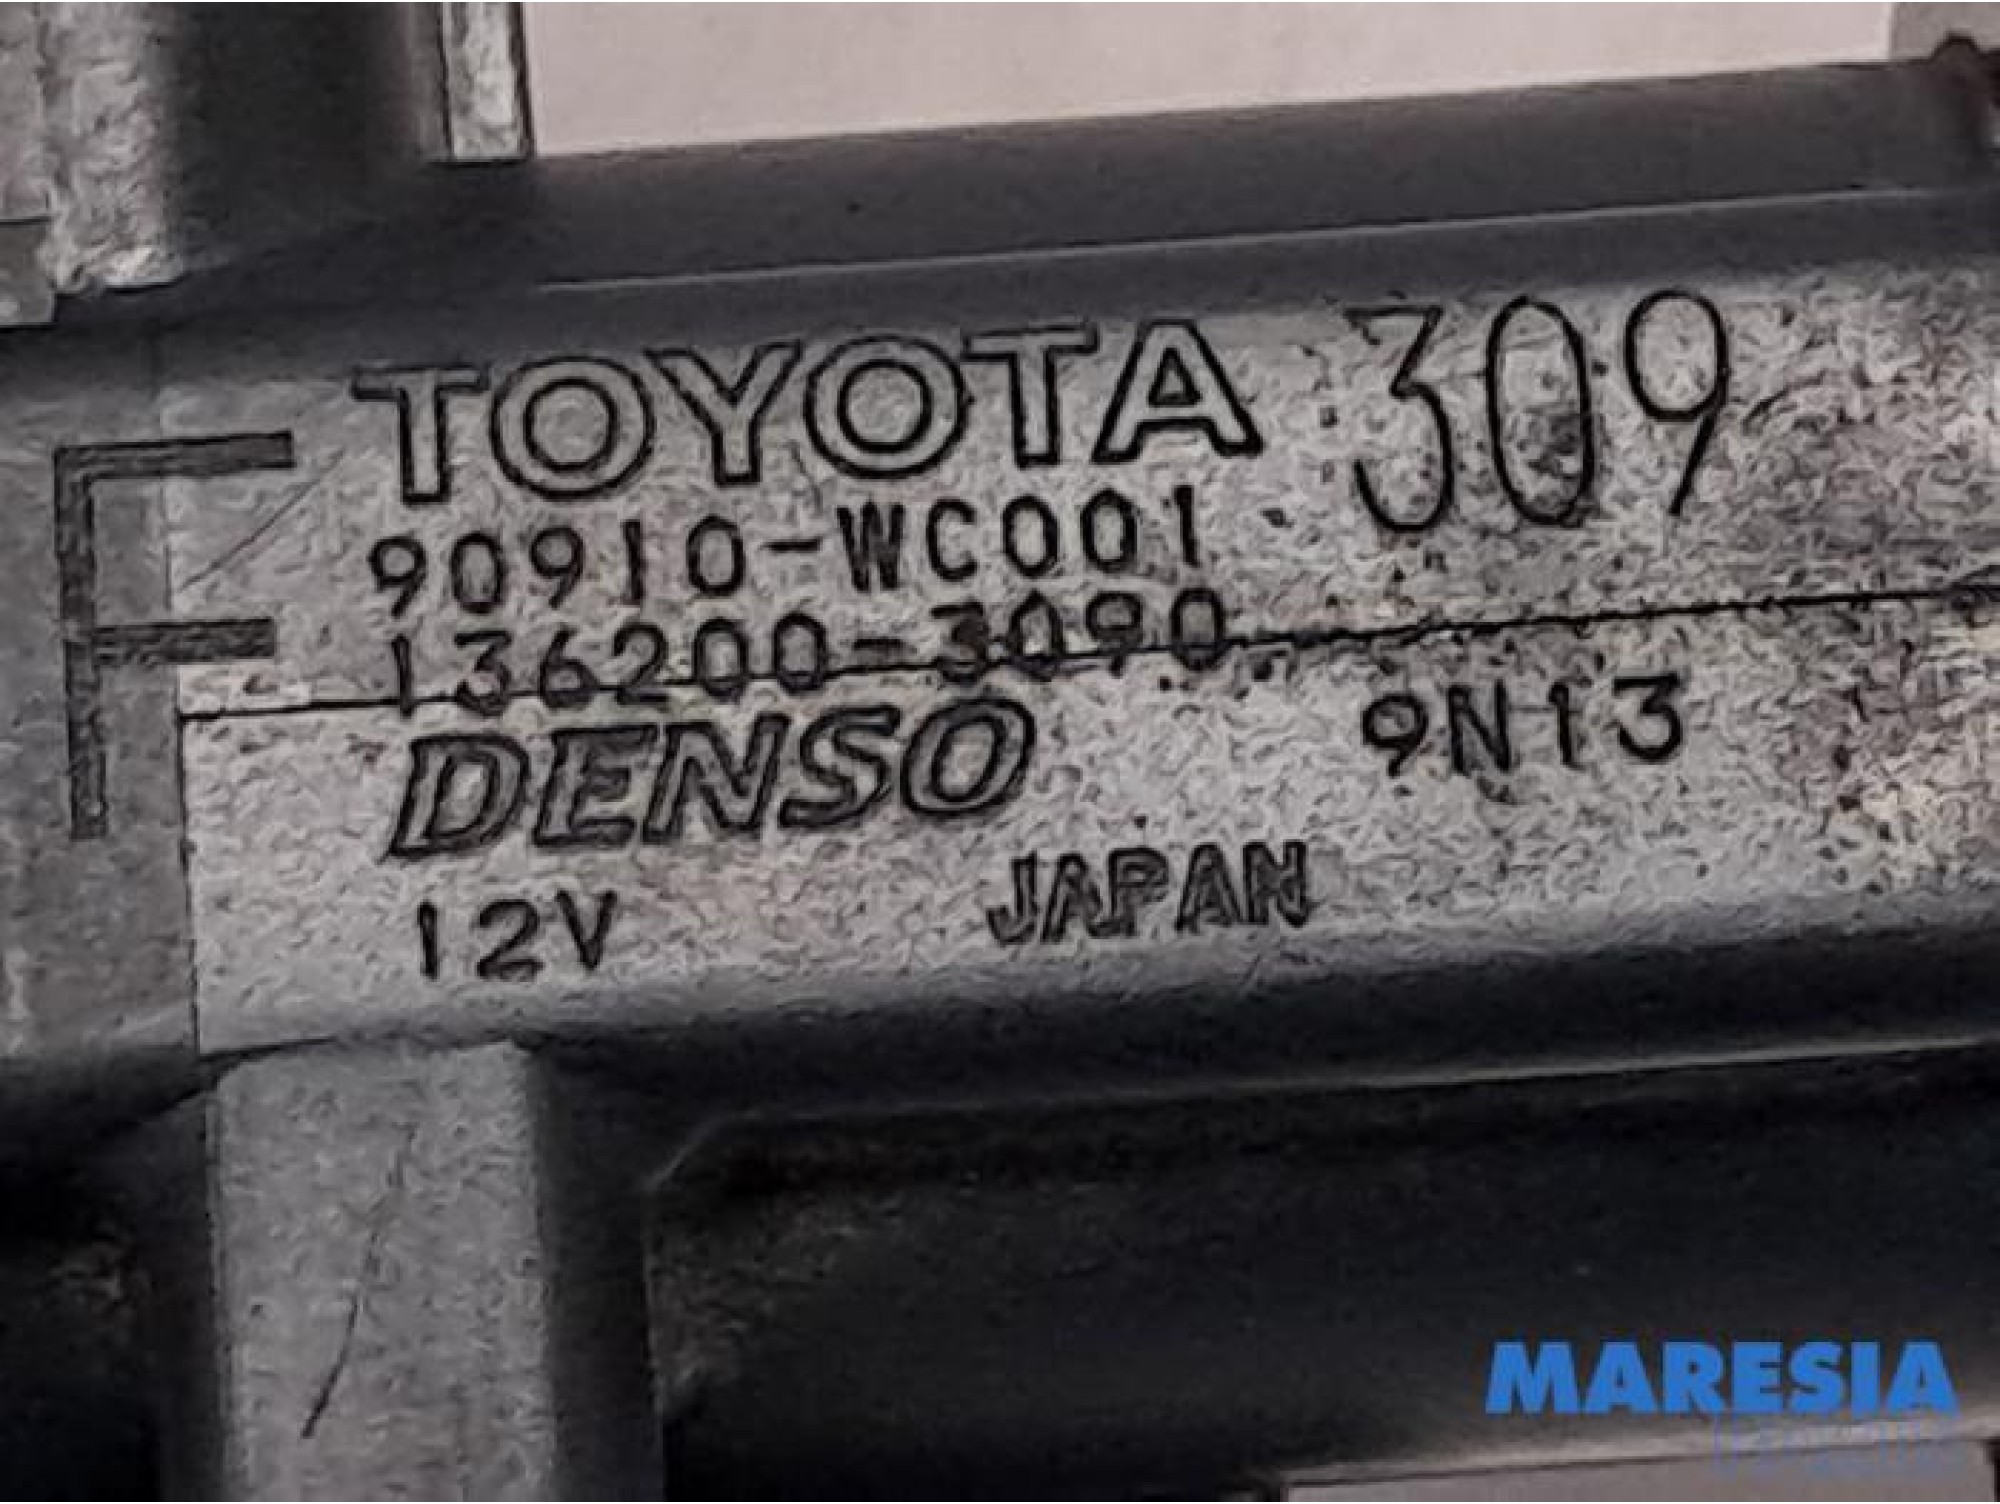 F
TOYOTA 309
90910-WC001
136200-3090
DENSO 9N13
12V JAPAN
MARESIA